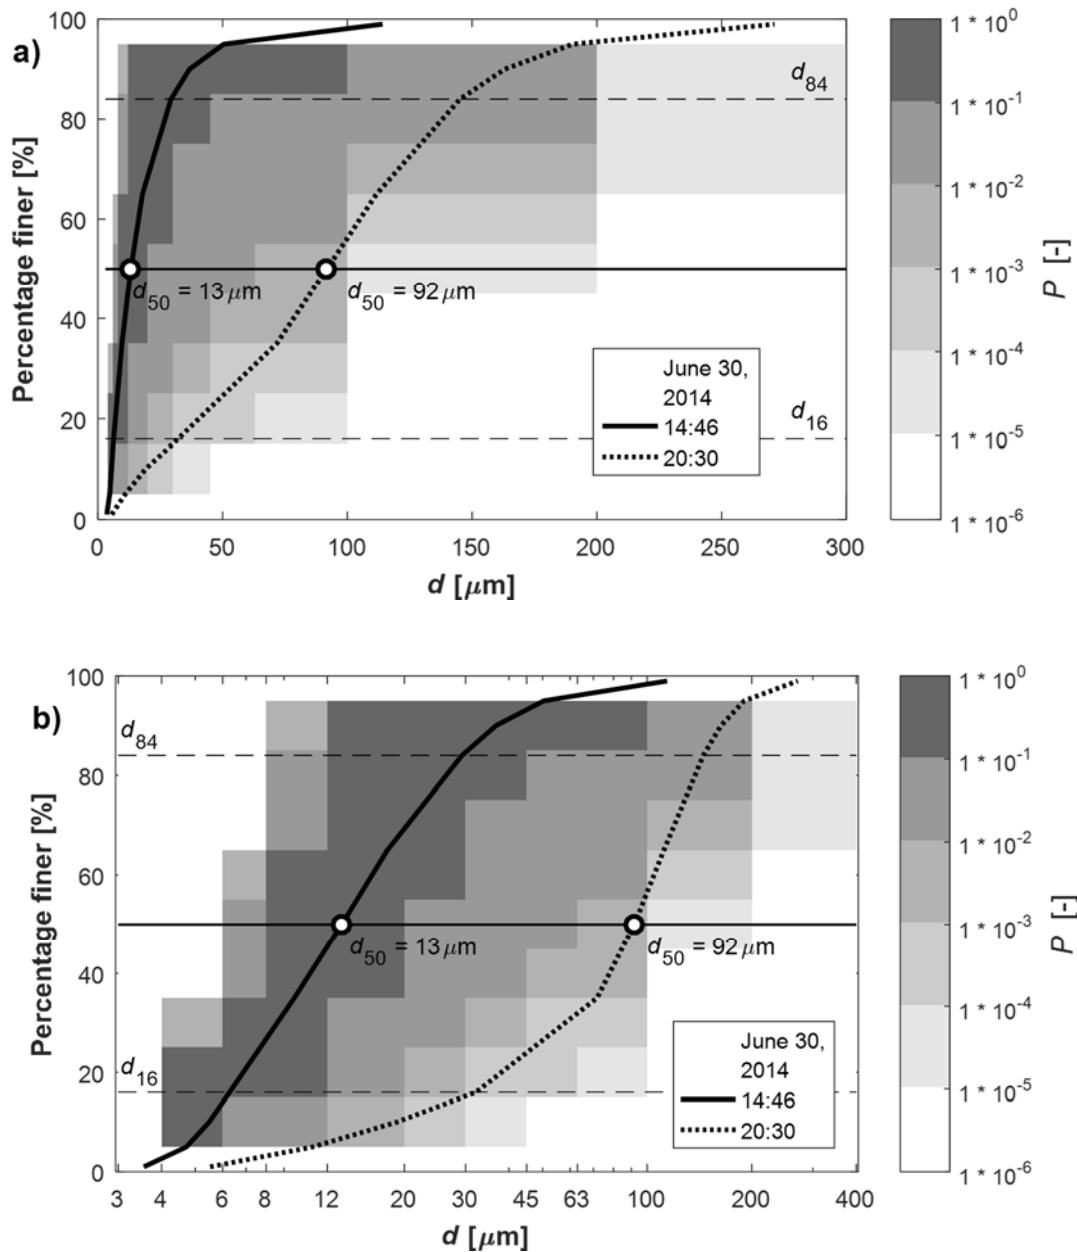 a)
Percentage finer [%]
100
80
60
40
20
0
d84
d50 = 13 μm
d50 = 92 μm
d16
June 30,
2014
14:46
20:30
0 50 100 150 200 250 300
d [μm]
1 * 10^0
1 * 10^-1
1 * 10^-2
1 * 10^-3
1 * 10^-4
1 * 10^-5
1 * 10^-6
P [-]
b)
Percentage finer [%]
100
80
60
40
20
0
d84
d50 = 13 μm
d50 = 92 μm
d16
June 30,
2014
14:46
20:30
3 4 6 8 12 20 30 45 63 100 200 400
d [μm]
1 * 10^0
1 * 10^-1
1 * 10^-2
1 * 10^-3
1 * 10^-4
1 * 10^-5
1 * 10^-6
P [-]